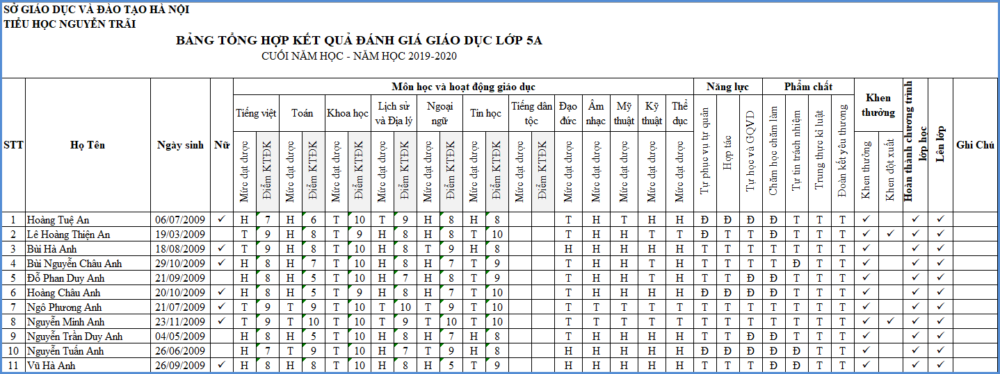 SỞ GIÁO DỤC VÀ ĐÀO TẠO HÀ NỘI
TIỂU HỌC NGUYỄN TRÃI
BẢNG TỔNG HỢP KẾT QUẢ ĐÁNH GIÁ GIÁO DỤC LỚP 5A
CUỐI NĂM HỌC - NĂM HỌC 2019-2020
STT Họ Tên Ngày sinh Nữ Môn học và hoạt động giáo dục Năng lực Phẩm chất Khen thưởng Hoàn thành chương trình lớp học Lên lớp Ghi Chú
Tiếng việt Toán Khoa học Lịch sử và Địa lý Ngoại ngữ Tin học Tiếng dân tộc Đạo đức Âm nhạc Mỹ thuật Kỹ thuật Thể dục Tự phục vụ tự quản Hợp tác Tự học và GQVD Chăm học chăm làm Tự tin trách nhiệm Trung thực kỉ luật Đoàn kết yêu thương
Mức đạt được Điểm KTĐK Mức đạt được Điểm KTĐK Mức đạt được Điểm KTĐK Mức đạt được Điểm KTĐK Mức đạt được Điểm KTĐK Mức đạt được Điểm KTĐK Mức đạt được Điểm KTĐK Mức đạt được Mức đạt được Mức đạt được Mức đạt được Mức đạt được Khen thưởng Khen đột xuất
1 Hoàng Tuệ An 06/07/2009 ✓ H 7 H 6 T 10 T 9 H 8 H 8 T H T H H Đ Đ Đ Đ T T T ✓ ✓ ✓
2 Lê Hoàng Thiện An 19/03/2009 T 9 H 8 T 9 H 8 H 8 T 10 T H H T T Đ T T Đ T T T ✓ ✓ ✓ ✓
3 Bùi Hà Anh 18/08/2009 ✓ H 8 H 8 T 10 H 8 T 9 H 8 H H H H H T T T T T T T ✓ ✓ ✓
4 Bùi Nguyễn Châu Anh 29/10/2009 ✓ H 8 H 7 T 10 H 8 H 7 T 9 T H H T H T T T T Đ T T ✓ ✓ ✓
5 Đỗ Phan Duy Anh 21/09/2009 H 8 H 5 T 10 H 7 H 8 T 9 T H H H H T T Đ Đ T T T ✓ ✓ ✓
6 Hoàng Châu Anh 20/10/2009 ✓ H 8 H 5 T 9 H 8 H 7 T 10 T H H T H Đ Đ Đ Đ T T T ✓ ✓ ✓
7 Ngô Phương Anh 21/07/2009 ✓ T 9 T 9 T 10 T 10 T 9 T 10 T T T T T T T T T T T T ✓ ✓ ✓
8 Nguyễn Minh Anh 23/11/2009 ✓ T 9 T 10 T 10 T 9 T 10 T 10 T T T T T T T T T T T T ✓ ✓ ✓ ✓
9 Nguyễn Trần Duy Anh 04/05/2009 H 8 H 5 T 10 H 8 H 7 H 8 T H H H H T T Đ Đ T T T ✓ ✓ ✓
10 Nguyễn Tuấn Anh 26/06/2009 H 7 T 9 T 10 H 7 T 9 H 8 H H H H H Đ Đ Đ Đ Đ T T ✓ ✓ ✓
11 Vũ Hà Anh 26/09/2009 ✓ H 8 H 8 T 10 H 8 H 5 T 9 H H H H H T T T Đ Đ T T ✓ ✓ ✓